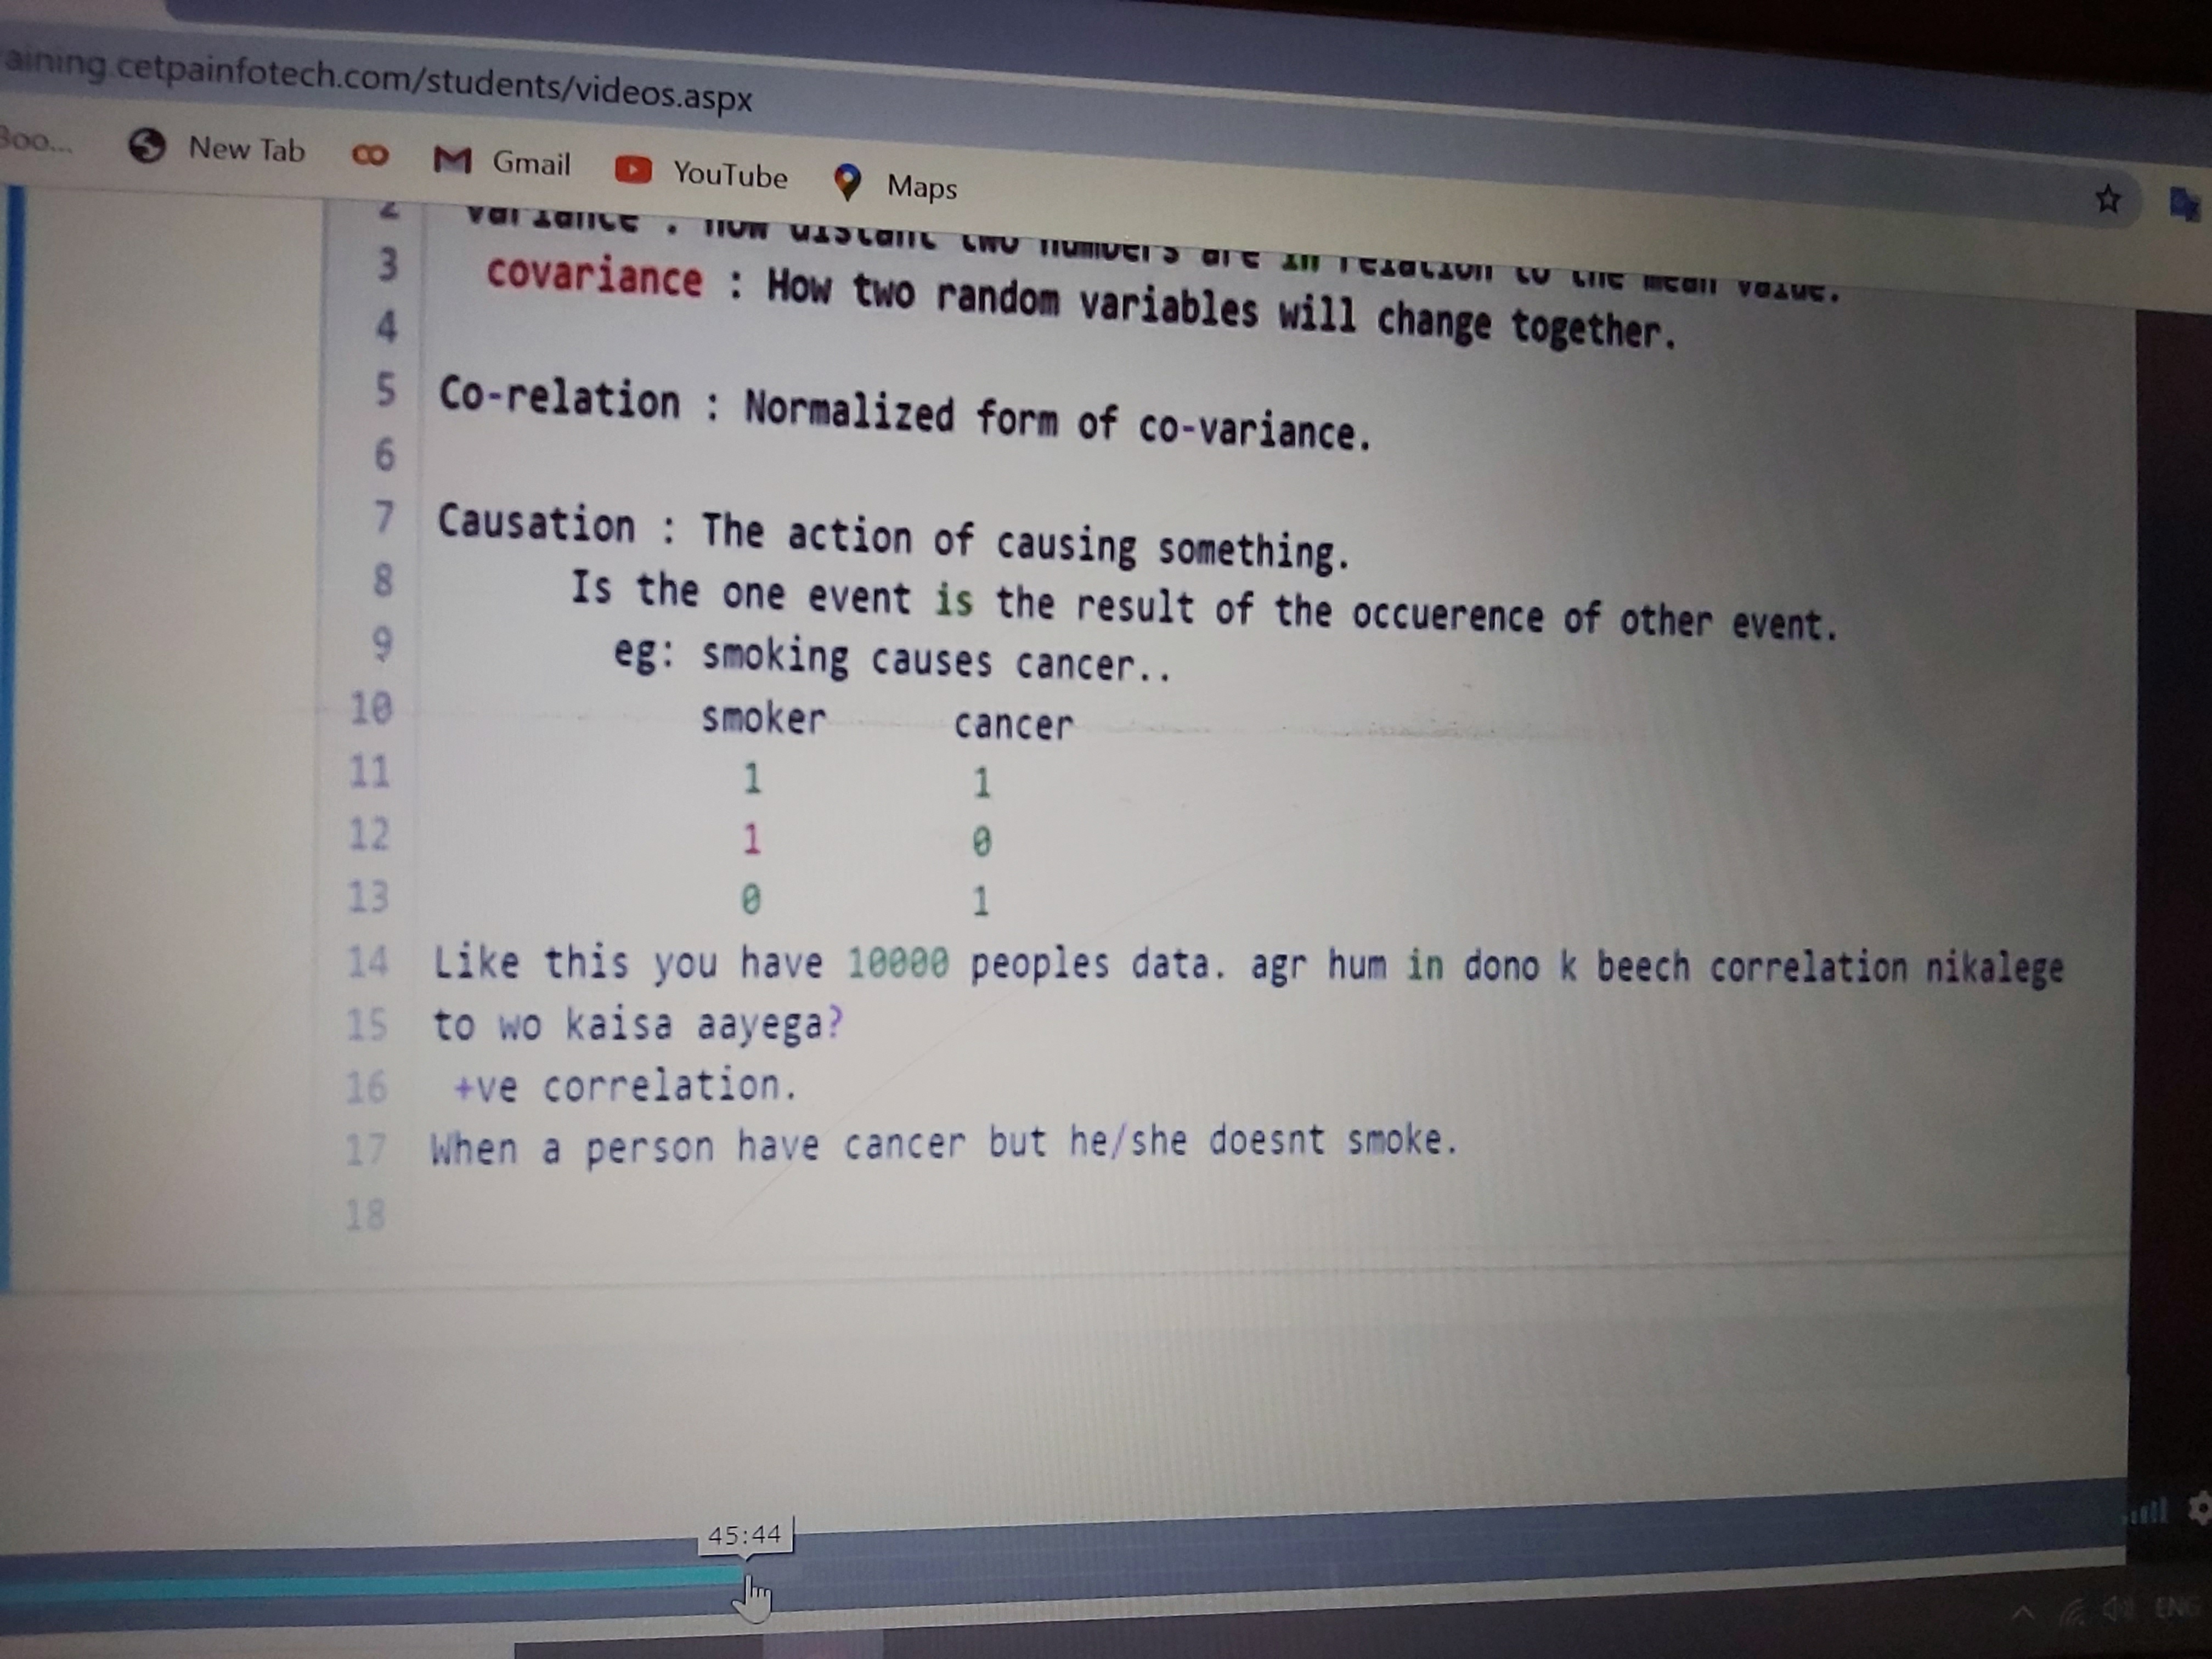 aining.cetpainfotech.com/students/videos.aspx
Boo... New Tab Gmail YouTube Maps
2 variance : how distant two numbers are in relation to the mean value.
3 covariance : How two random variables will change together.
4
5 Co-relation : Normalized form of co-variance.
6
7 Causation : The action of causing something.
8 Is the one event is the result of the occuerence of other event.
9 eg: smoking causes cancer..
10 smoker cancer
11 1 1
12 1 0
13 0 1
14 Like this you have 10000 peoples data. agr hum in dono k beech correlation nikalege
15 to wo kaisa aayega?
16 +ve correlation.
17 When a person have cancer but he/she doesnt smoke.
18
45:44
ENG